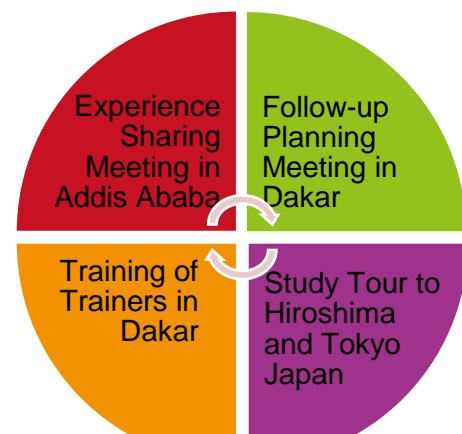 Experience
Sharing
Meeting in
Addis Ababa
Follow-up
Planning
Meeting in
Dakar
Training of
Trainers in
Dakar
Study Tour to
Hiroshima
and Tokyo
Japan